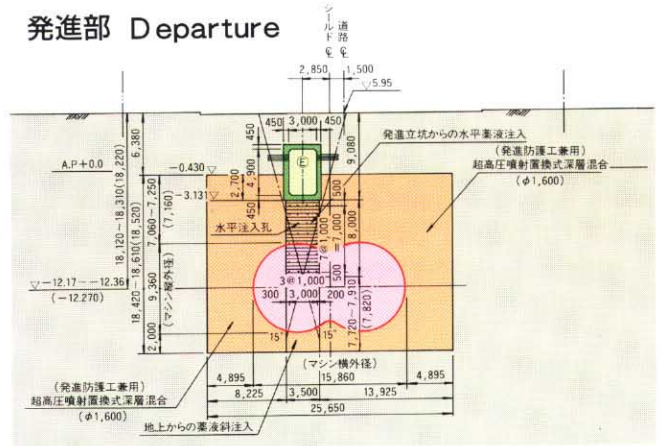 発進部 Departure
シールド℄
道路℄
2,850
1,500
▽5.95
450
3,000
450
発進立坑からの水平薬液注入
(発進防護工兼用)
超高圧噴射置換式深層混合
(φ1,600)
6,380
450
4,900
9,080
A.P+0.0
-0.430
2,700
E
500
-3.131
450
水平注入孔
7@1,000
=7,000
8,000
18,120~18,310(18,220)
18,420~18,610(18,520)
7,060~7,250
(7,160)
▽-12.17~-12.36
(-12.270)
9,360
(マシン縦外径)
2,000
3@1,000
500
300
3,000
200
7,720~7,910
(7,820)
15°
15°
(マシン横外径)
(発進防護工兼用)
超高圧噴射置換式深層混合
(φ1,600)
4,895
15,860
4,895
8,225
3,500
13,925
25,650
地上からの薬液斜注入